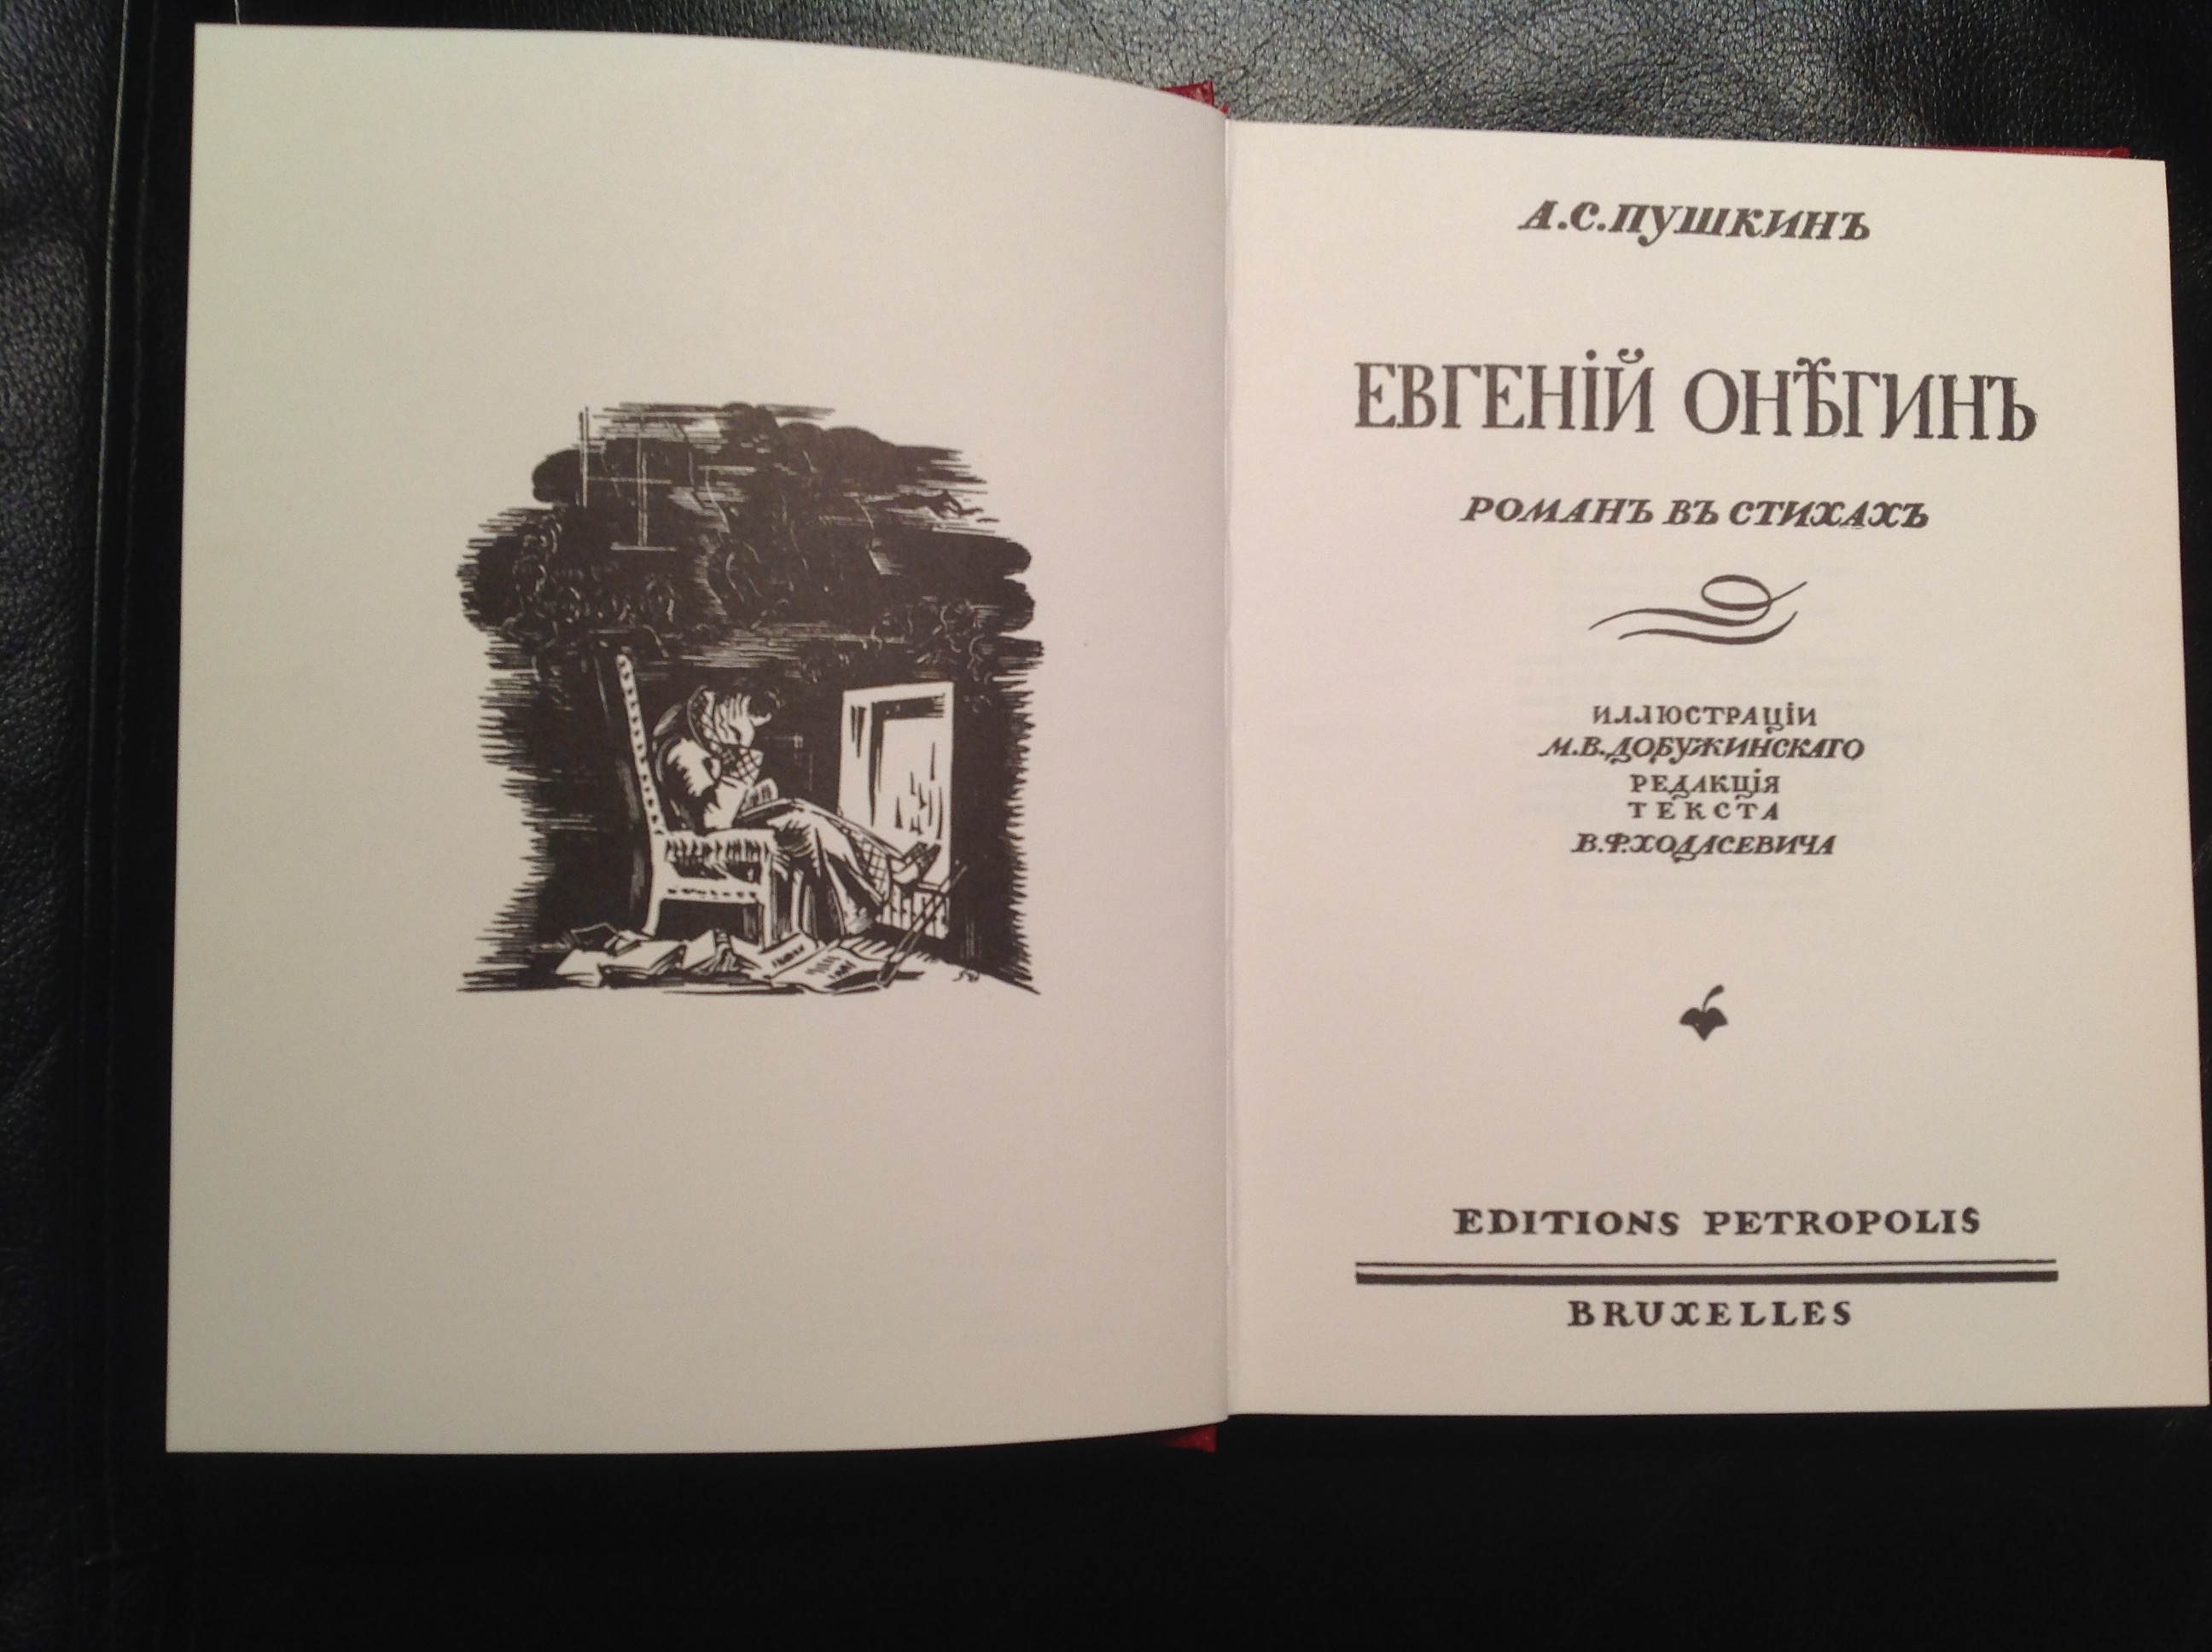 А.С.ПУШКИНЪ
ЕВГЕНІЙ ОНѢГИНЪ
РОМАНЪ ВЪ СТИХАХЪ
ИЛЛЮСТРАЦІИ
М.В.ДОБУЖИНСКАГО
РЕДАКЦІЯ
ТЕКСТА
В.Ф.ХОДАСЕВИЧА
EDITIONS PETROPOLIS
BRUXELLES